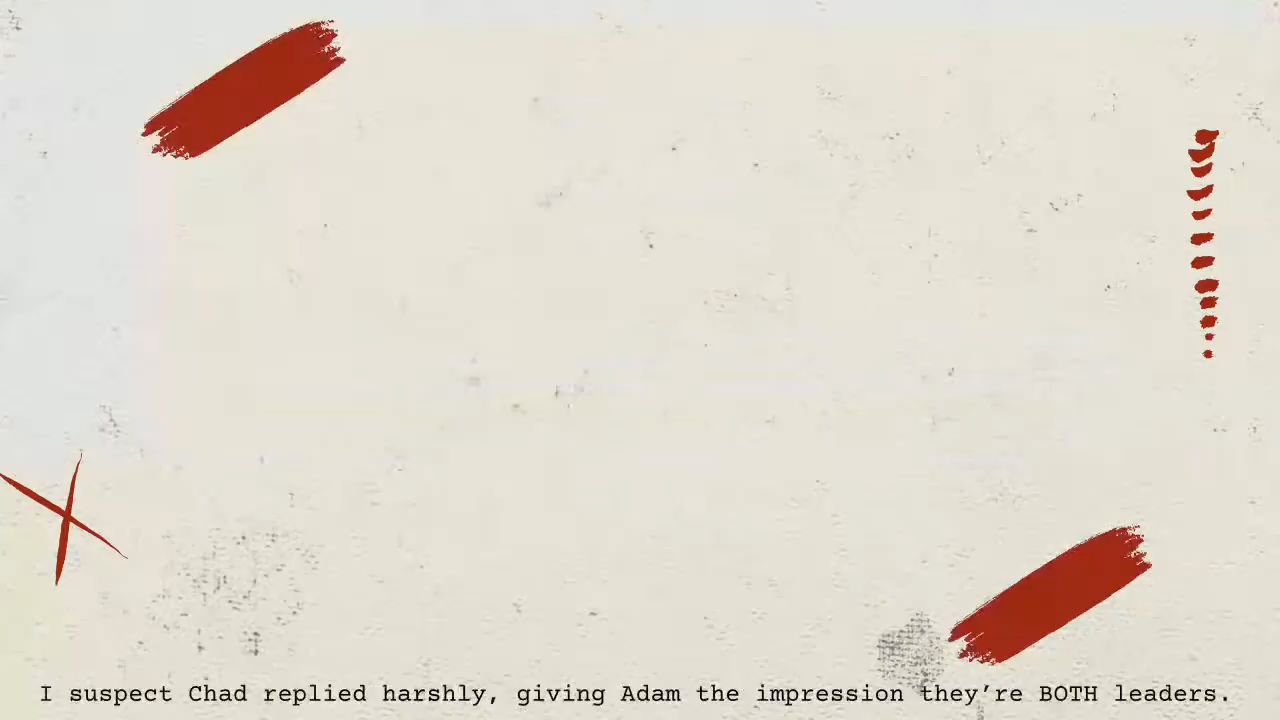 I suspect Chad replied harshly, giving Adam the impression they’re BOTH leaders.